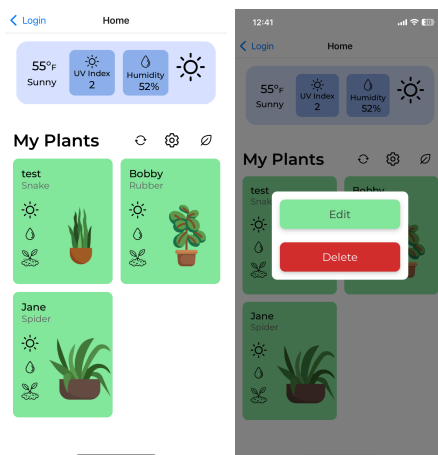 Login
Home
55°F
Sunny
UV Index
2
Humidity
52%
My Plants
test
Snake
Bobby
Rubber
Jane
Spider
12:41
Login
Home
55°F
Sunny
UV Index
2
Humidity
52%
My Plants
test
Snak
Bobby
Edit
Delete
Jane
Spider